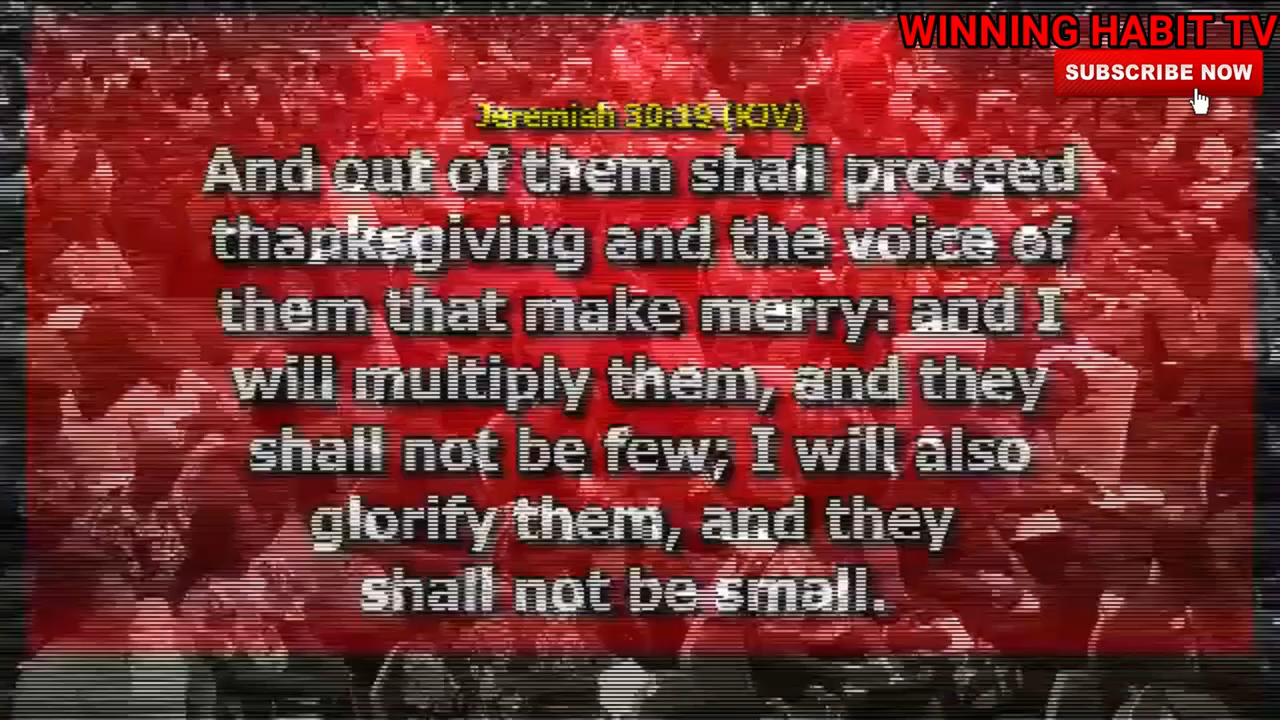 WINNING HABIT TV
SUBSCRIBE NOW
Jeremiah 30:19 (KJV)
And out of them shall proceed
thanksgiving and the voice of
them that make merry: and I
will multiply them, and they
shall not be few; I will also
glorify them, and they
shall not be small.